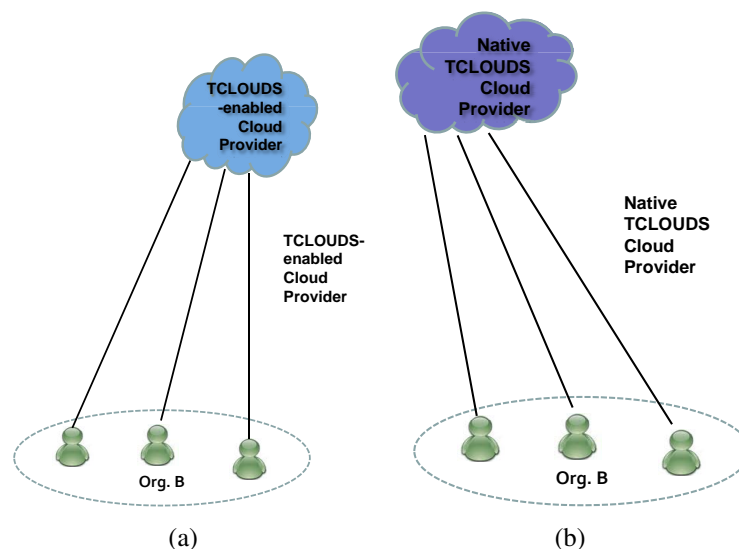 TCLOUDS
-enabled
Cloud
Provider
TCLOUDS-
enabled
Cloud
Provider
Org. B
(a)
Native
TCLOUDS
Cloud
Provider
Native
TCLOUDS
Cloud
Provider
Org. B
(b)